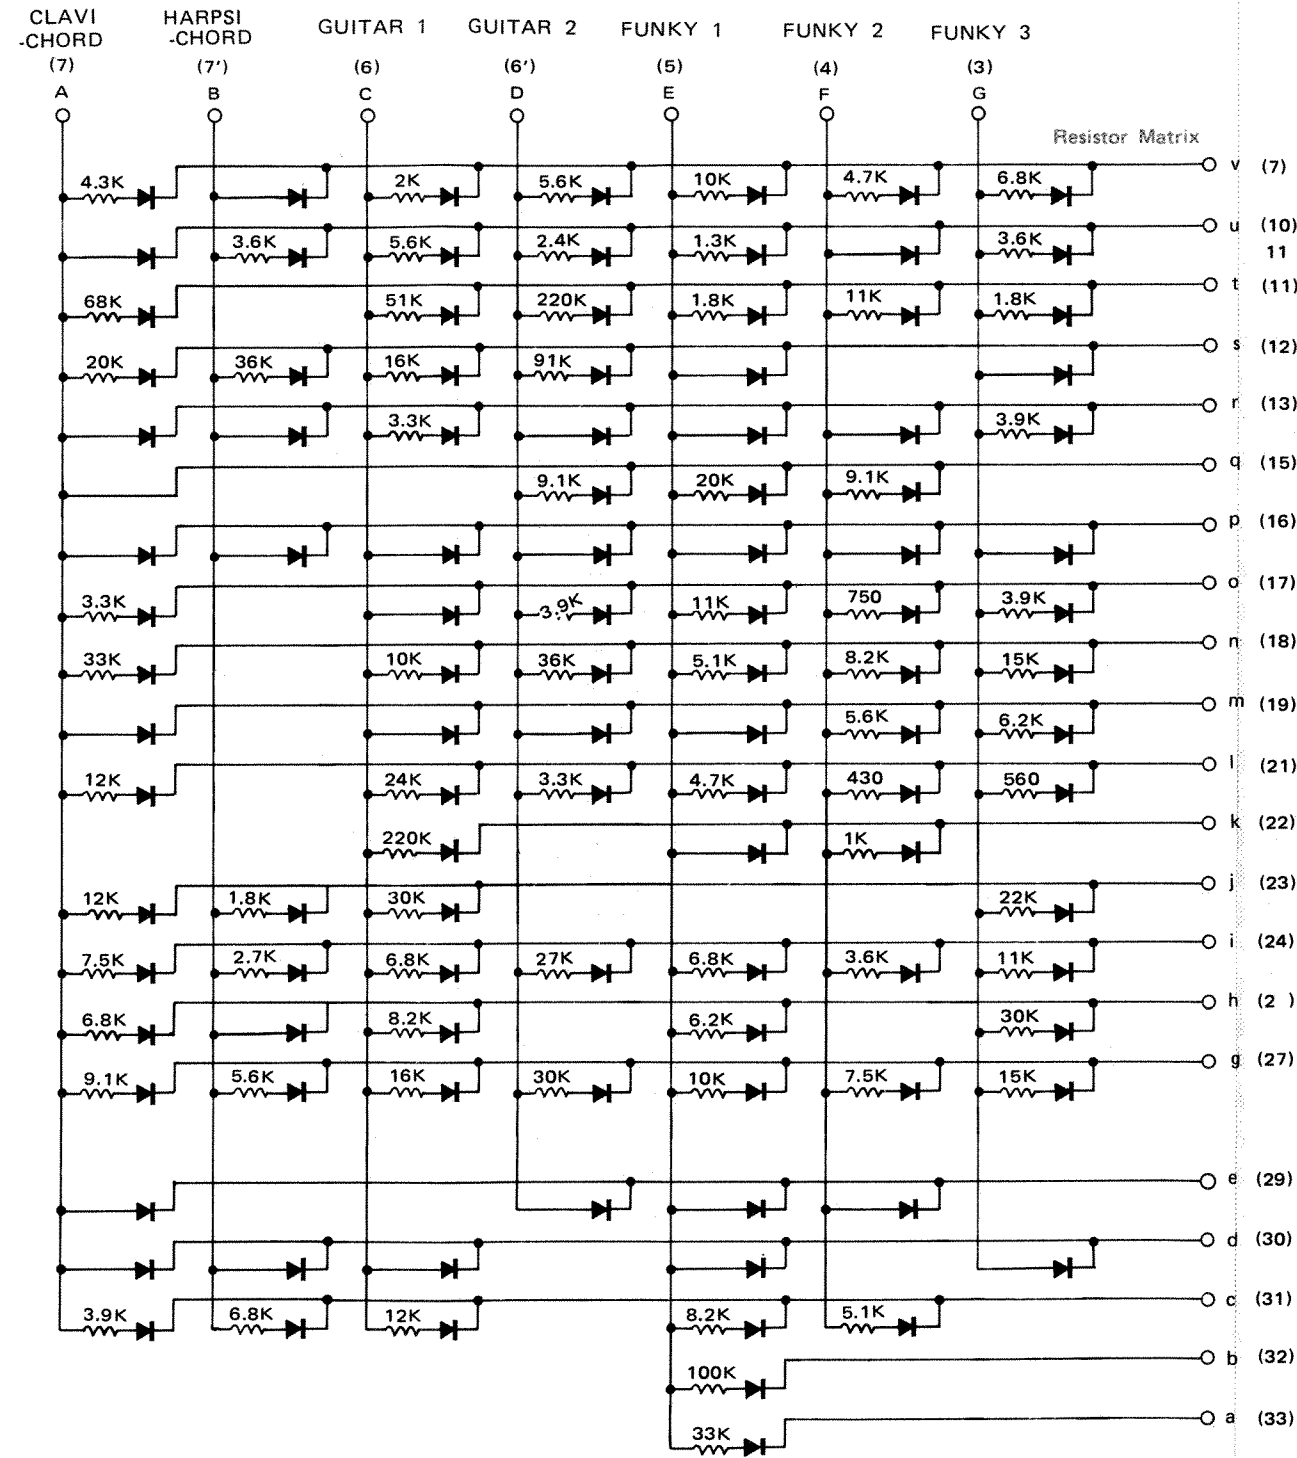 CLAVI HARPSI GUITAR 1 GUITAR 2 FUNKY 1 FUNKY 2 FUNKY 3
-CHORD -CHORD
(7) (7') (6) (6') (5) (4) (3)
A B C D E F G
Resistor Matrix
4.3K 2K 5.6K 10K 4.7K 6.8K v (7)
3.6K 5.6K 2.4K 1.3K 3.6K u (10)
11
68K 51K 220K 1.8K 11K 1.8K t (11)
20K 36K 16K 91K s (12)
3.3K 3.9K r (13)
9.1K 20K 9.1K q (15)
p (16)
3.3K 3.9K 11K 750 3.9K o (17)
33K 10K 36K 5.1K 8.2K 15K n (18)
5.6K 6.2K m (19)
12K 24K 3.3K 4.7K 430 560 l (21)
220K 1K k (22)
12K 1.8K 30K 22K j (23)
7.5K 2.7K 6.8K 27K 6.8K 3.6K 11K i (24)
6.8K 8.2K 6.2K 30K h (2 )
9.1K 5.6K 16K 30K 10K 7.5K 15K g (27)
e (29)
d (30)
3.9K 6.8K 12K 8.2K 5.1K c (31)
100K b (32)
33K a (33)